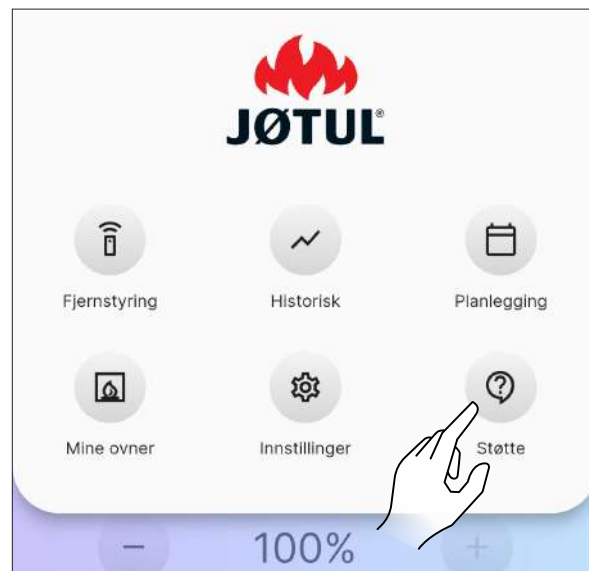 JØTUL®
Fjernstyring Historisk Planlegging
Mine ovner Innstillinger Støtte
− 100% +